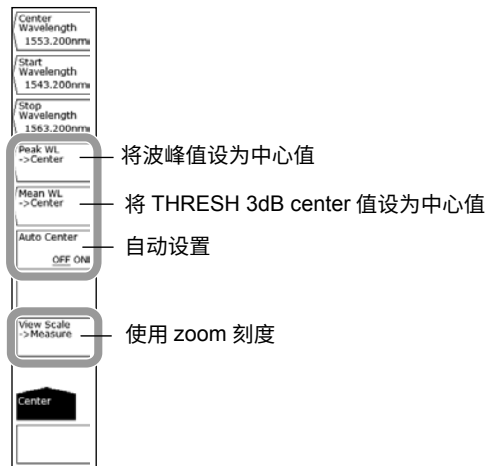 Center
Wavelength
1553.200nm
Start
Wavelength
1543.200nm
Stop
Wavelength
1563.200nm
Peak WL
->Center
将波峰值设为中心值
Mean WL
->Center
将 THRESH 3dB center 值设为中心值
Auto Center
OFF ON
自动设置
View Scale
->Measure
使用 zoom 刻度
Center